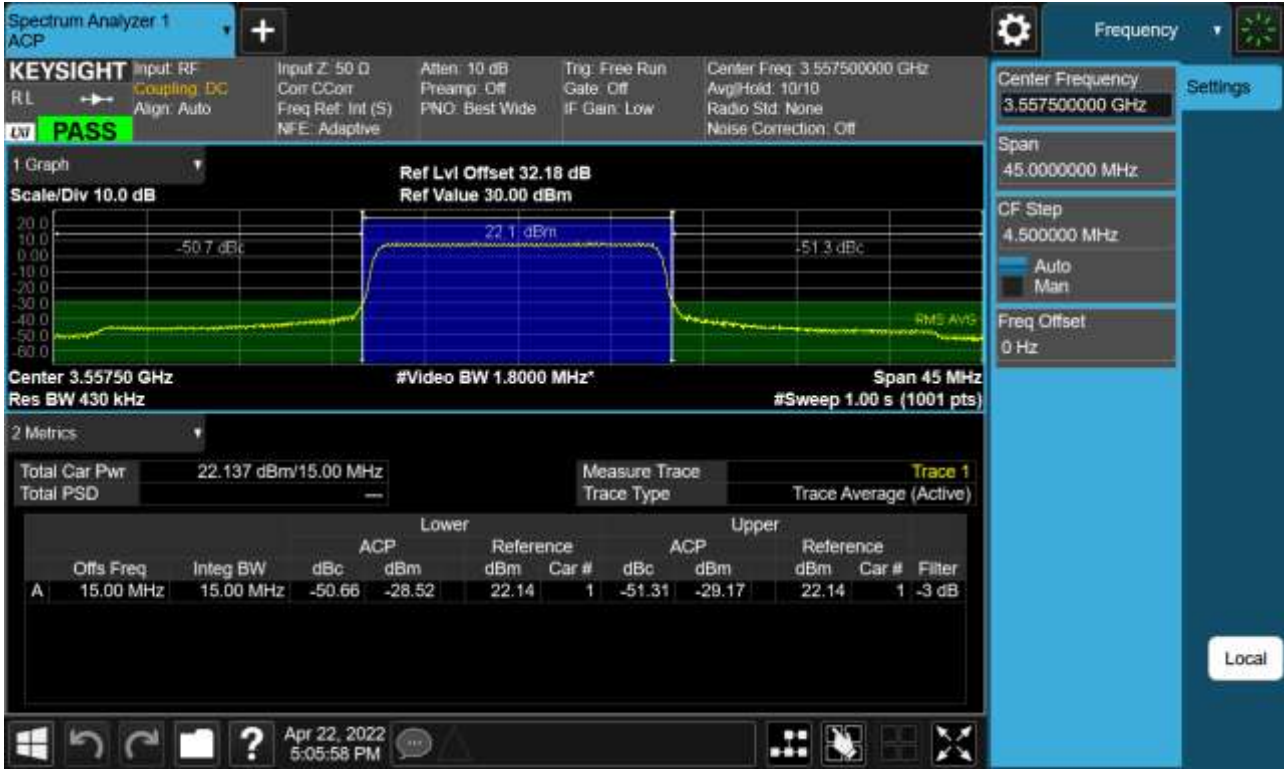 Spectrum Analyzer 1
ACP
Frequency
KEYSIGHT
Input: RF
Coupling: DC
Align: Auto
Input Z: 50 Ω
Corr CCorr
Freq Ref: Int (S)
NFE: Adaptive
Atten: 10 dB
Preamp: Off
PNO: Best Wide
Trig: Free Run
Gate: Off
IF Gain: Low
Center Freq: 3.557500000 GHz
Avg|Hold: 10/10
Radio Std: None
Noise Correction: Off
RL
LXI
PASS
Center Frequency
3.557500000 GHz
Settings
Span
45.0000000 MHz
CF Step
4.500000 MHz
Auto
Man
Freq Offset
0 Hz
1 Graph
Scale/Div 10.0 dB
Ref Lvl Offset 32.18 dB
Ref Value 30.00 dBm
20.0
10.0
0.00
-10.0
-20.0
-30.0
-40.0
-50.0
-60.0
-50.7 dBc
22.1 dBm
-51.3 dBc
RMS AVG
Center 3.55750 GHz
#Video BW 1.8000 MHz*
Span 45 MHz
Res BW 430 kHz
#Sweep 1.00 s (1001 pts)
2 Metrics
Total Car Pwr 22.137 dBm/15.00 MHz
Total PSD ---
Measure Trace Trace 1
Trace Type Trace Average (Active)
Lower Upper
ACP Reference ACP Reference
Offs Freq Integ BW dBc dBm dBm Car # dBc dBm dBm Car # Filter
A 15.00 MHz 15.00 MHz -50.66 -28.52 22.14 1 -51.31 -29.17 22.14 1 -3 dB
Local
Apr 22, 2022
5:05:58 PM